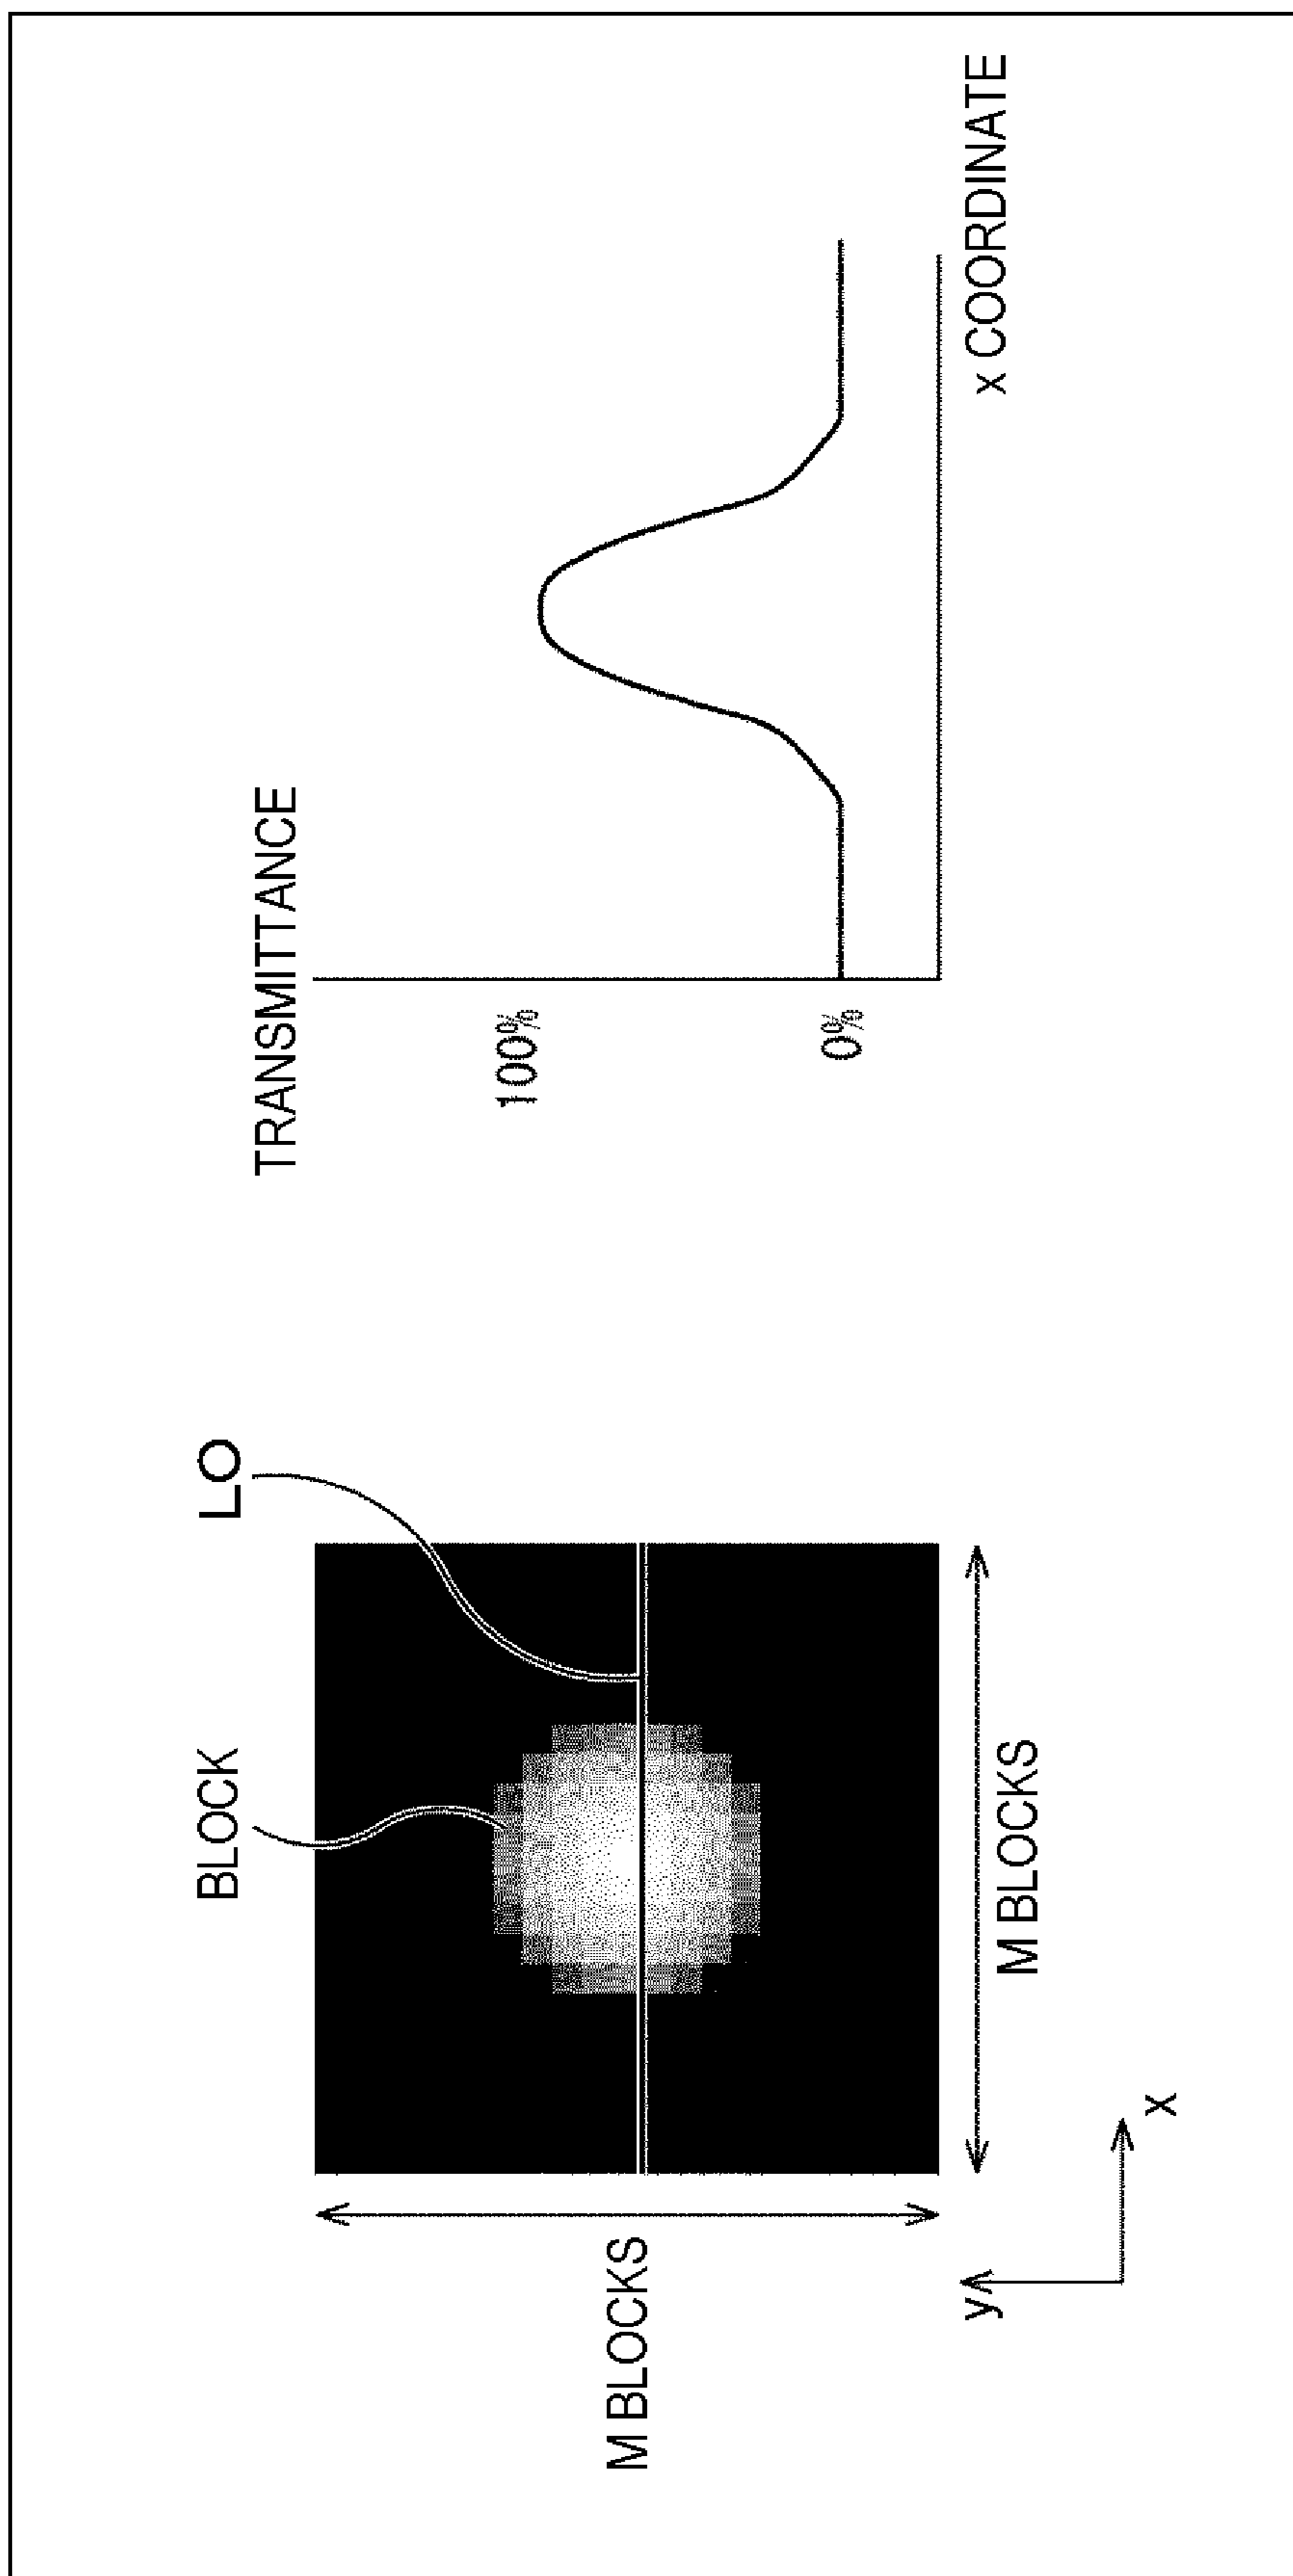 BLOCK
LO
M BLOCKS
M BLOCKS
y
x
TRANSMITTANCE
100%
0%
x COORDINATE